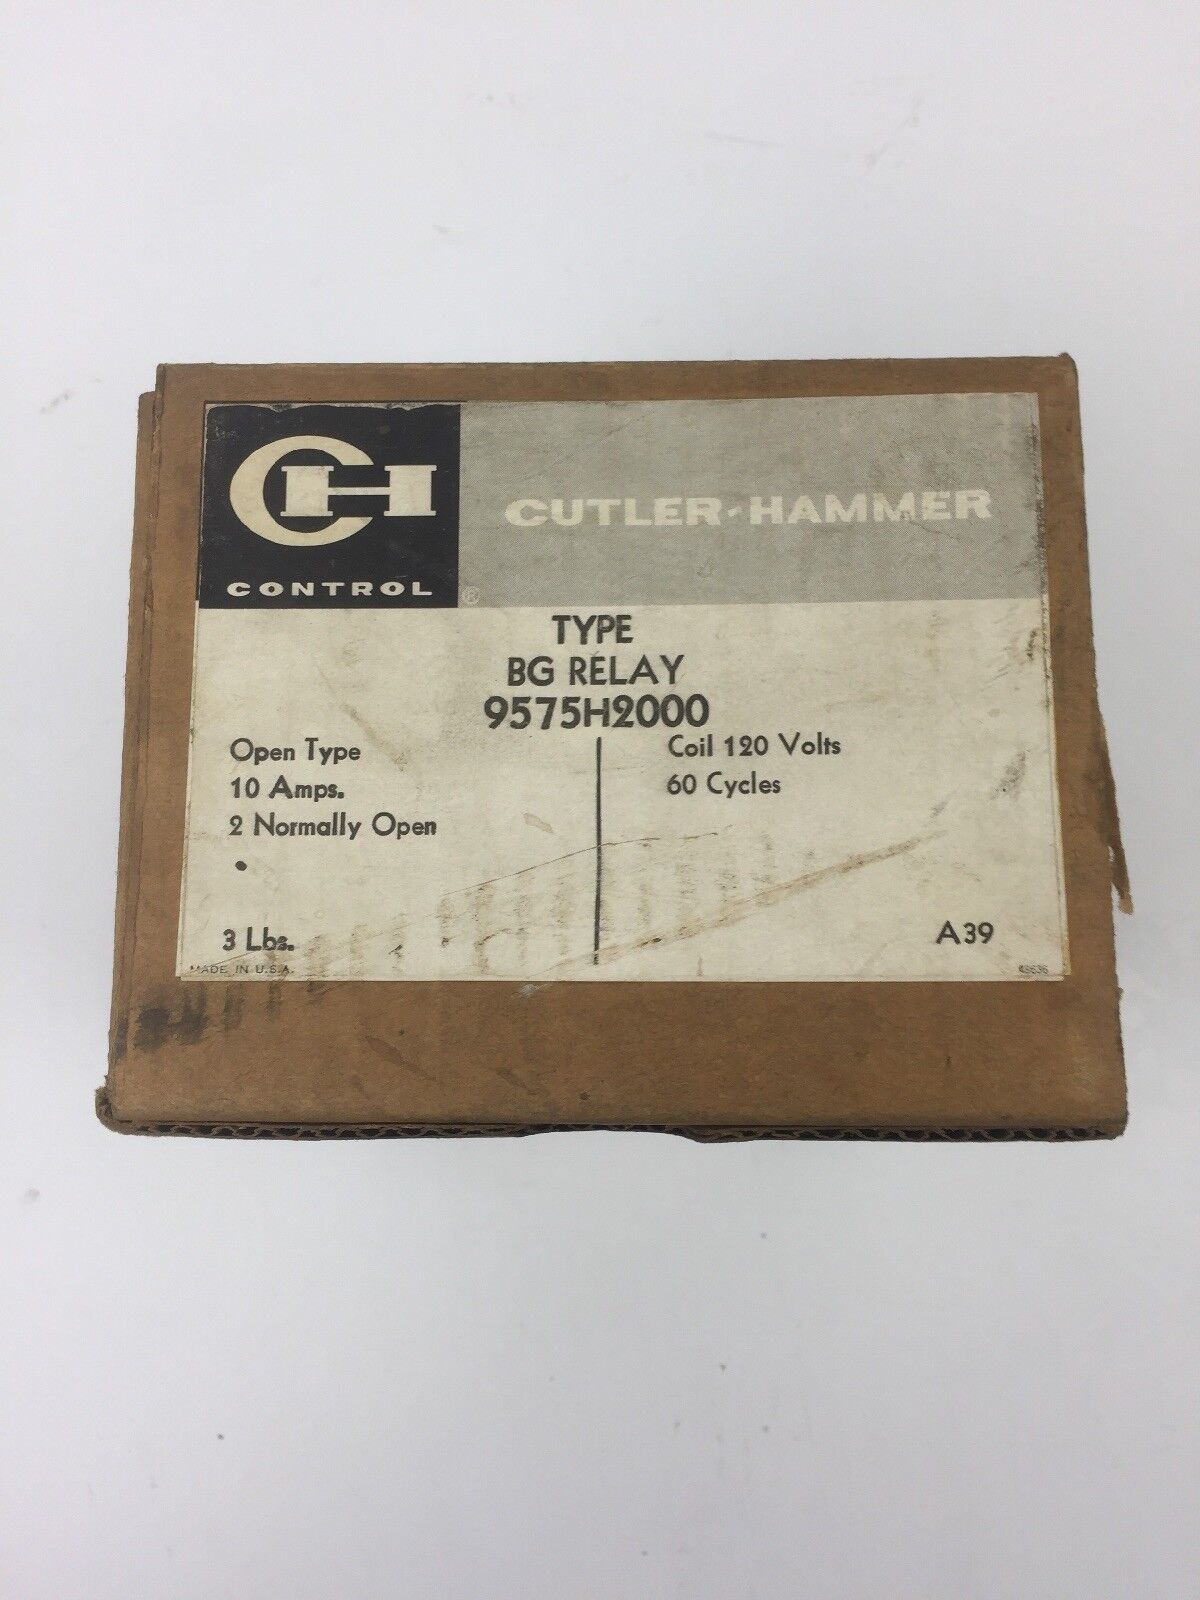 CH
CONTROL ®
CUTLER-HAMMER
TYPE
BG RELAY
9575H2000
Open Type
10 Amps.
2 Normally Open
Coil 120 Volts
60 Cycles
3 Lbs.
A39
MADE IN U.S.A.